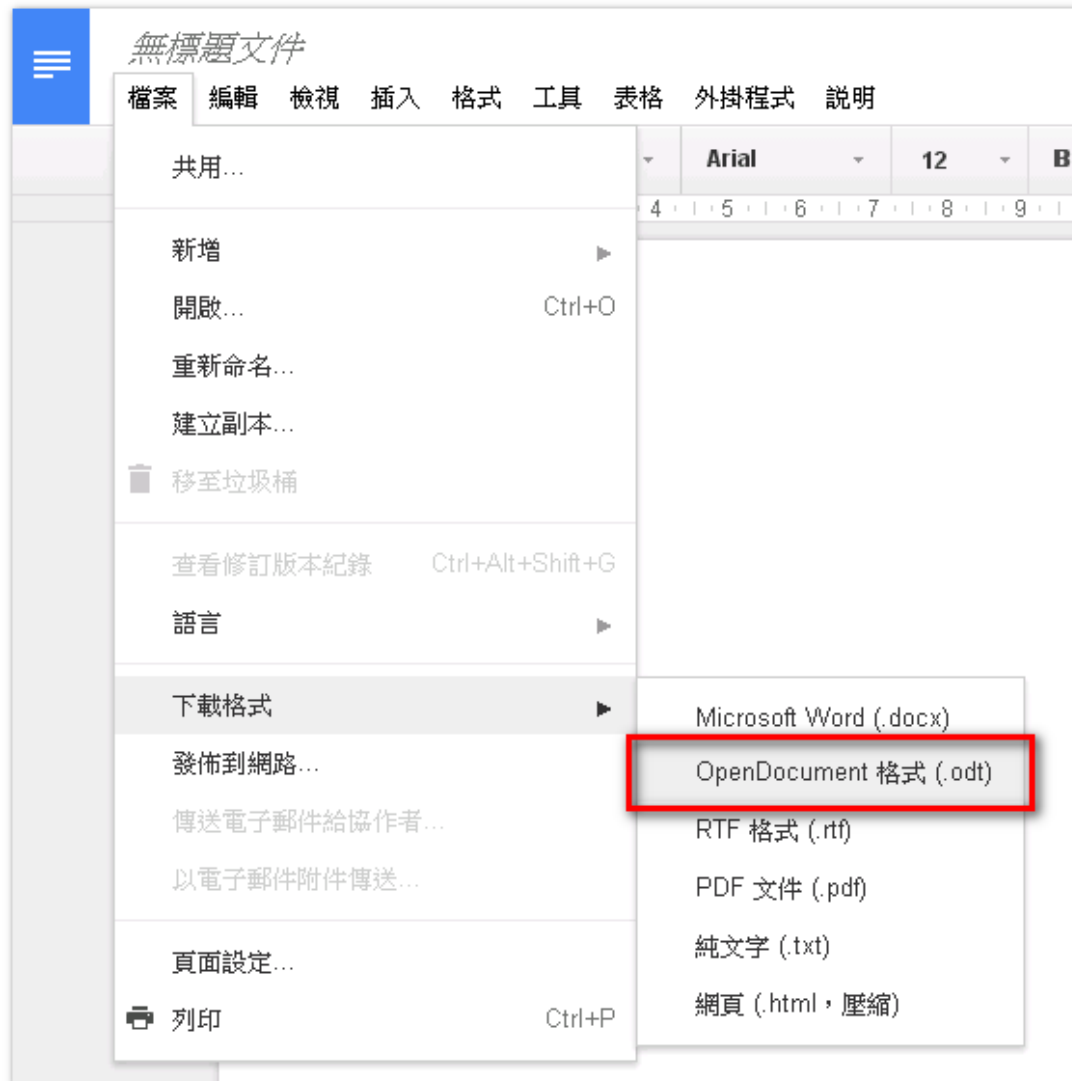 無標題文件
檔案 編輯 檢視 插入 格式 工具 表格 外掛程式 説明
Arial 12 B
4 5 6 7 8 9
共用...
新增
開啟... Ctrl+O
重新命名...
建立副本...
移至垃圾桶
查看修訂版本紀錄 Ctrl+Alt+Shift+G
語言
下載格式
發佈到網路...
傳送電子郵件給協作者...
以電子郵件附件傳送...
頁面設定...
列印 Ctrl+P
Microsoft Word (.docx)
OpenDocument 格式 (.odt)
RTF 格式 (.rtf)
PDF 文件 (.pdf)
純文字 (.txt)
網頁 (.html，壓縮)